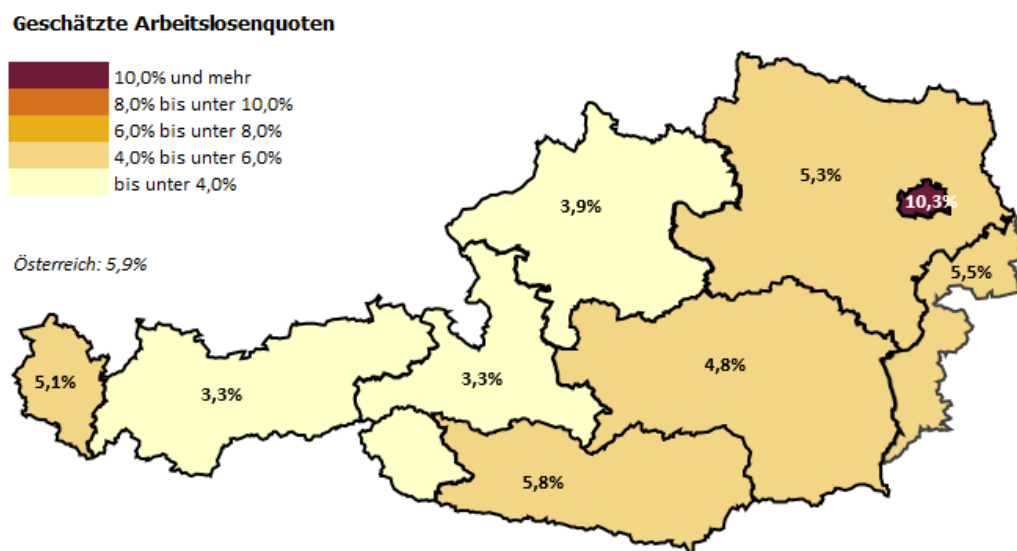 Geschätzte Arbeitslosenquoten
10,0% und mehr
8,0% bis unter 10,0%
6,0% bis unter 8,0%
4,0% bis unter 6,0%
bis unter 4,0%
Österreich: 5,9%
5,3%
3,9%
10,3%
5,5%
5,1%
3,3%
3,3%
4,8%
5,8%